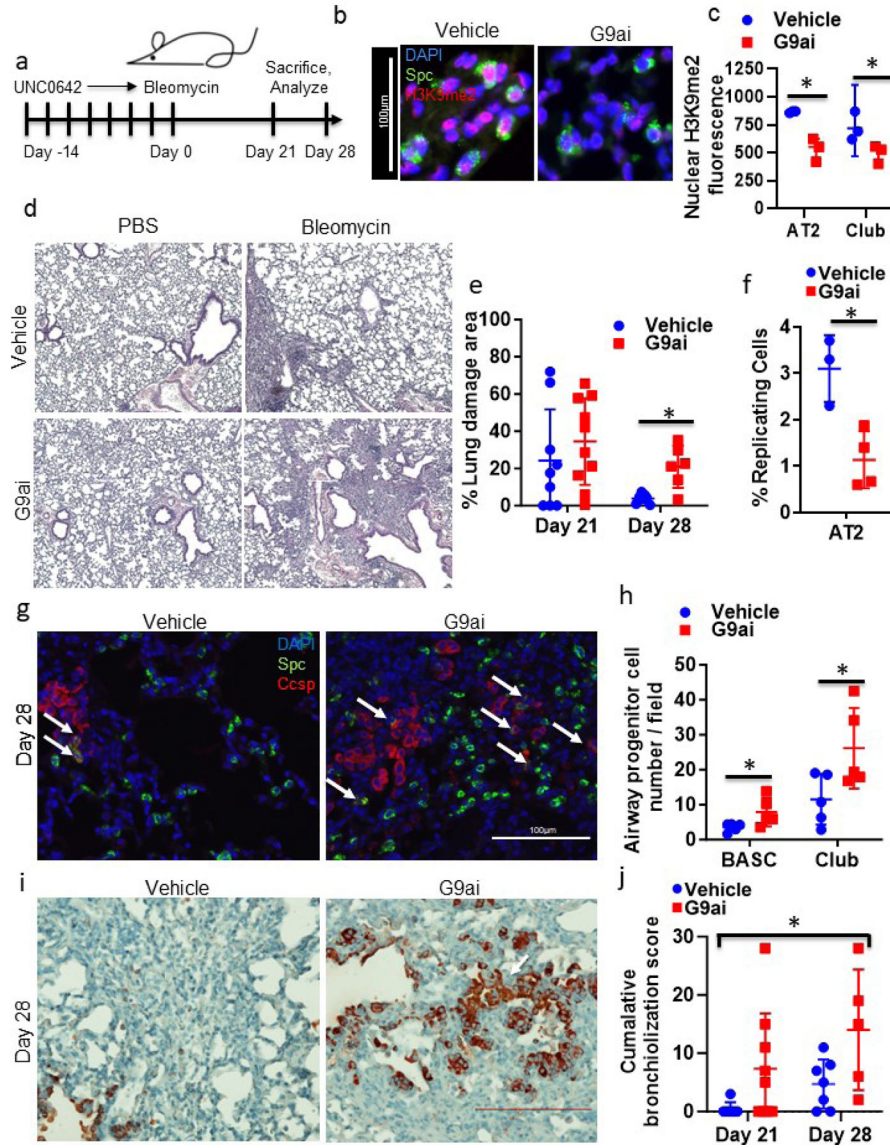 a
UNC0642 Bleomycin
Sacrifice,
Analyze
Day -14 Day 0 Day 21 Day 28
b
Vehicle G9ai
DAPI
Spc
H3K9me2
100µm
c
Vehicle
G9ai
Nuclear H3K9me2
fluorescence
1250
1000
750
500
250
0
* *
AT2 Club
d
PBS Bleomycin
Vehicle
G9ai
e
Vehicle
G9ai
% Lung damage area
100
80
60
40
20
0
*
Day 21 Day 28
f
Vehicle
G9ai
% Replicating Cells
4
3
2
1
0
*
AT2
g
Vehicle G9ai
DAPI
Spc
Ccsp
Day 28
100µm
h
Vehicle
G9ai
Airway progenitor cell
number / field
50
40
30
20
10
0
* *
BASC Club
i
Vehicle G9ai
Day 28
j
Vehicle
G9ai
Cumalative
bronchiolization score
30
20
10
0
*
Day 21 Day 28